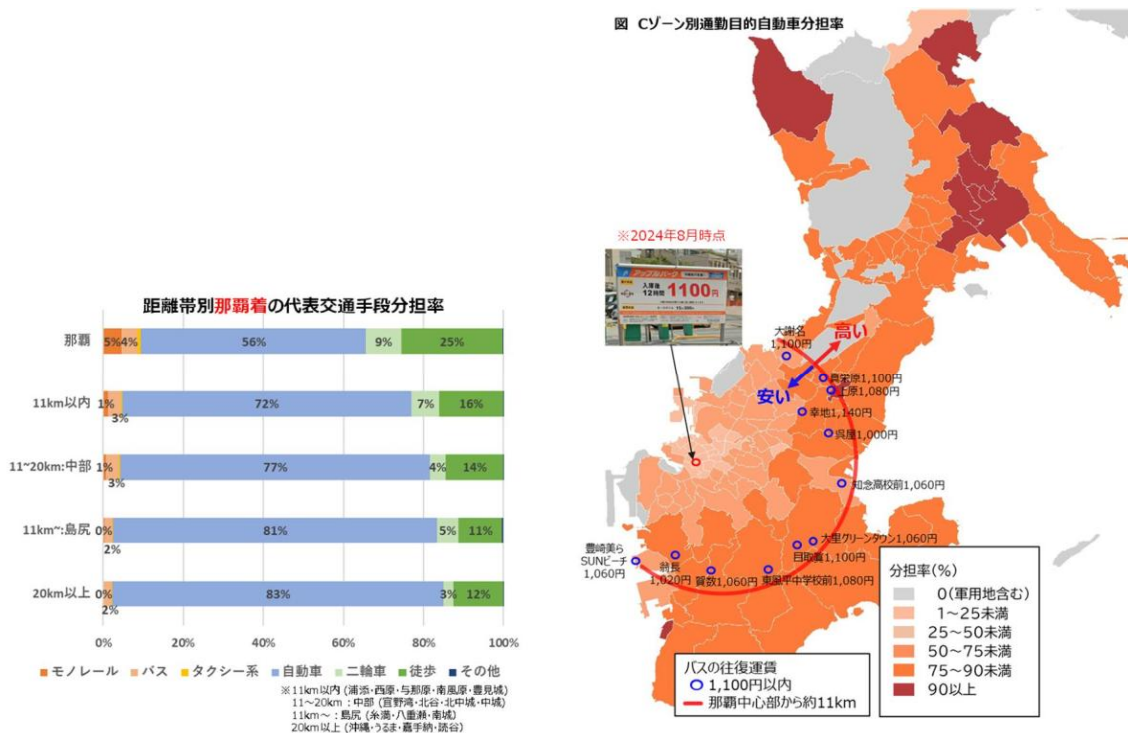 距離帯別那覇着の代表交通手段分担率
那覇
5%
4%
56%
9%
25%
11km以内
1%
3%
72%
7%
16%
11~20km:中部
1%
3%
77%
4%
14%
11km~:島尻
0%
2%
81%
5%
11%
20km以上
0%
2%
83%
3%
12%
0% 20% 40% 60% 80% 100%
モノレール バス タクシー系 自動車 二輪車 徒歩 その他
※11km以内(浦添・西原・与那原・南風原・豊見城)
11~20km:中部(宜野湾・北谷・北中城・中城)
11km~:島尻(糸満・八重瀬・南城)
20km以上(沖縄・うるま・嘉手納・読谷)
図 Cゾーン別通勤目的自動車分担率
※2024年8月時点
アップルパーク
入庫後
12時間
1100円
大謝名
1,100円
高い
安い
真栄原1,100円
上原1,080円
幸地1,140円
呉屋1,000円
知念高校前1,060円
大里グリーンタウン1,060円
目取真
1,100円
東風平中学校前1,080円
賀数1,060円
翁長
1,020円
豊崎美ら
SUNビーチ
1,060円
分担率(%)
0(軍用地含む)
1~25未満
25~50未満
50~75未満
75~90未満
90以上
バスの往復運賃
1,100円以内
那覇中心部から約11km